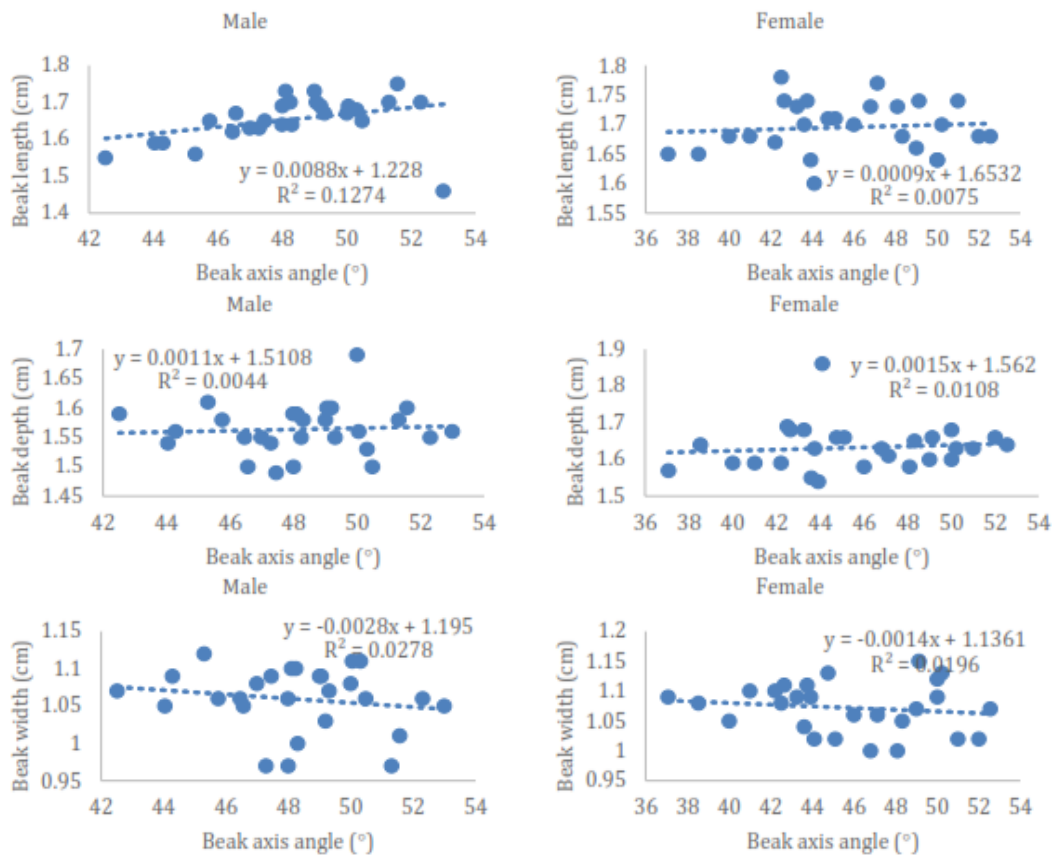 Male
Beak length (cm)
1.8
1.7
1.6
1.5
1.4
y = 0.0088x + 1.228
R² = 0.1274
42 44 46 48 50 52 54
Beak axis angle (°)
Female
Beak length (cm)
1.8
1.75
1.7
1.65
1.6
1.55
y = 0.0009x + 1.6532
R² = 0.0075
36 38 40 42 44 46 48 50 52 54
Beak axis angle (°)
Male
Beak depth (cm)
1.7
1.65
1.6
1.55
1.5
1.45
y = 0.0011x + 1.5108
R² = 0.0044
42 44 46 48 50 52 54
Beak axis angle (°)
Female
Beak depth (cm)
1.9
1.8
1.7
1.6
1.5
y = 0.0015x + 1.562
R² = 0.0108
36 38 40 42 44 46 48 50 52 54
Beak axis angle (°)
Male
Beak width (cm)
1.15
1.1
1.05
1
0.95
y = -0.0028x + 1.195
R² = 0.0278
42 44 46 48 50 52 54
Beak axis angle (°)
Female
Beak width (cm)
1.2
1.15
1.1
1.05
1
0.95
y = -0.0014x + 1.1361
R² = 0.0196
36 38 40 42 44 46 48 50 52 54
Beak axis angle (°)